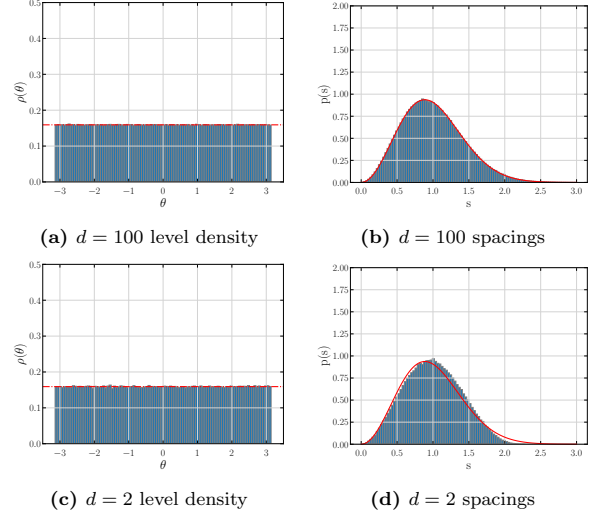 0.5
0.4
0.3
0.2
0.1
0.0
ρ(θ)
−3 −2 −1 0 1 2 3
θ
2.00
1.75
1.50
1.25
1.00
0.75
0.50
0.25
0.00
p(s)
0.0 0.5 1.0 1.5 2.0 2.5 3.0
s
(a) d = 100 level density
(b) d = 100 spacings
0.5
0.4
0.3
0.2
0.1
0.0
ρ(θ)
−3 −2 −1 0 1 2 3
θ
2.00
1.75
1.50
1.25
1.00
0.75
0.50
0.25
0.00
p(s)
0.0 0.5 1.0 1.5 2.0 2.5 3.0
s
(c) d = 2 level density
(d) d = 2 spacings